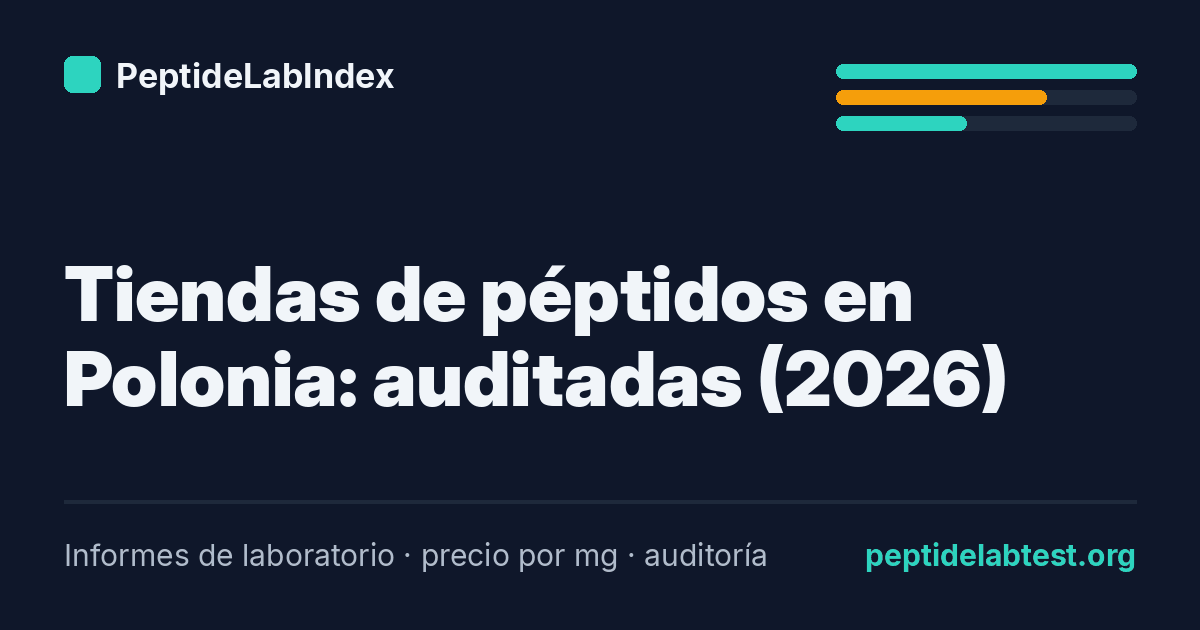 PeptideLabIndex
Tiendas de péptidos en
Polonia: auditadas (2026)
Informes de laboratorio · precio por mg · auditoría
peptidelabtest.org